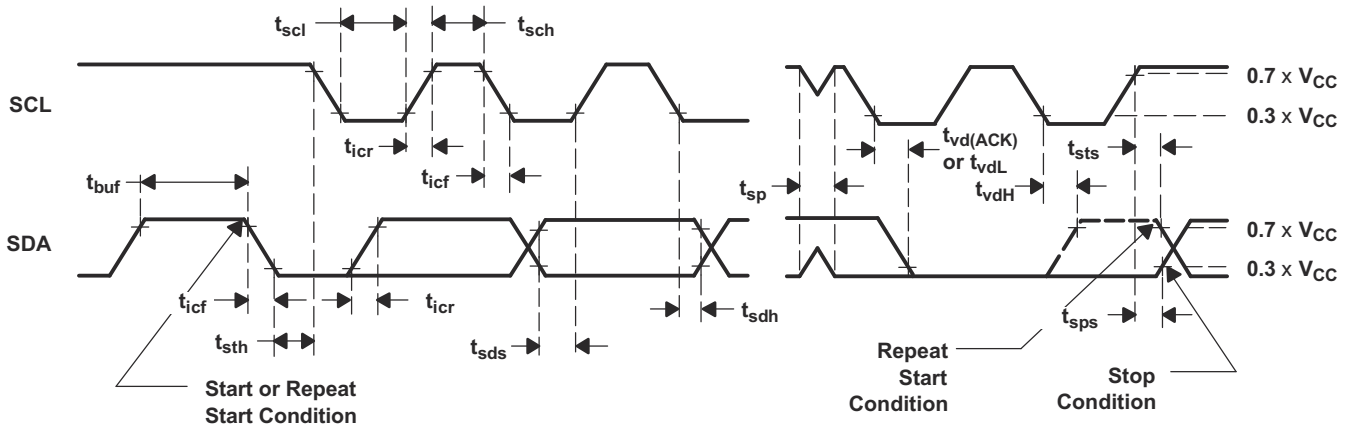 tscl
tsch
SCL
0.7 x VCC
0.3 x VCC
ticr
ticf
tbuf
tsp
tvd(ACK)
or tvdL
tvdH
tsts
SDA
0.7 x VCC
0.3 x VCC
ticf
ticr
tsth
tsds
tsdh
tsps
Start or Repeat
Start Condition
Repeat
Start
Condition
Stop
Condition